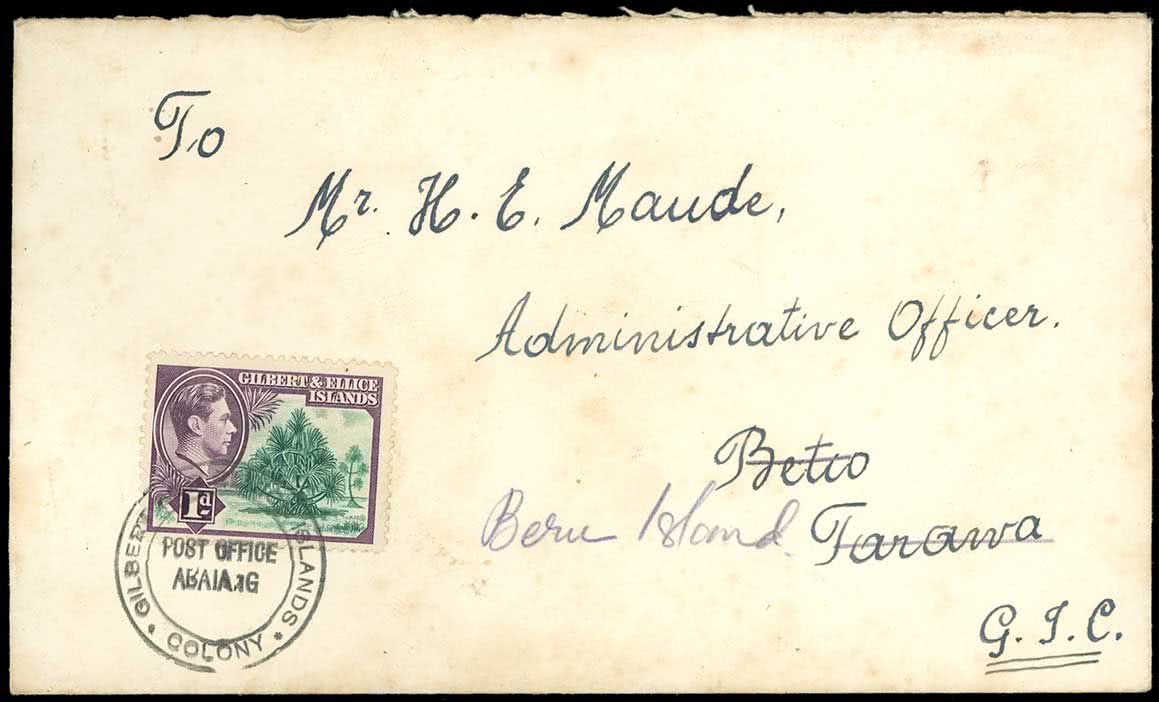 To
Mr. H. E. Maude,
Administrative Officer.
Betio
Beru Island. Tarawa
G. I. C.
GILBERT & ELLICE
ISLANDS
1d
POST OFFICE
ABAIANG
GILBERT ISLANDS * COLONY *